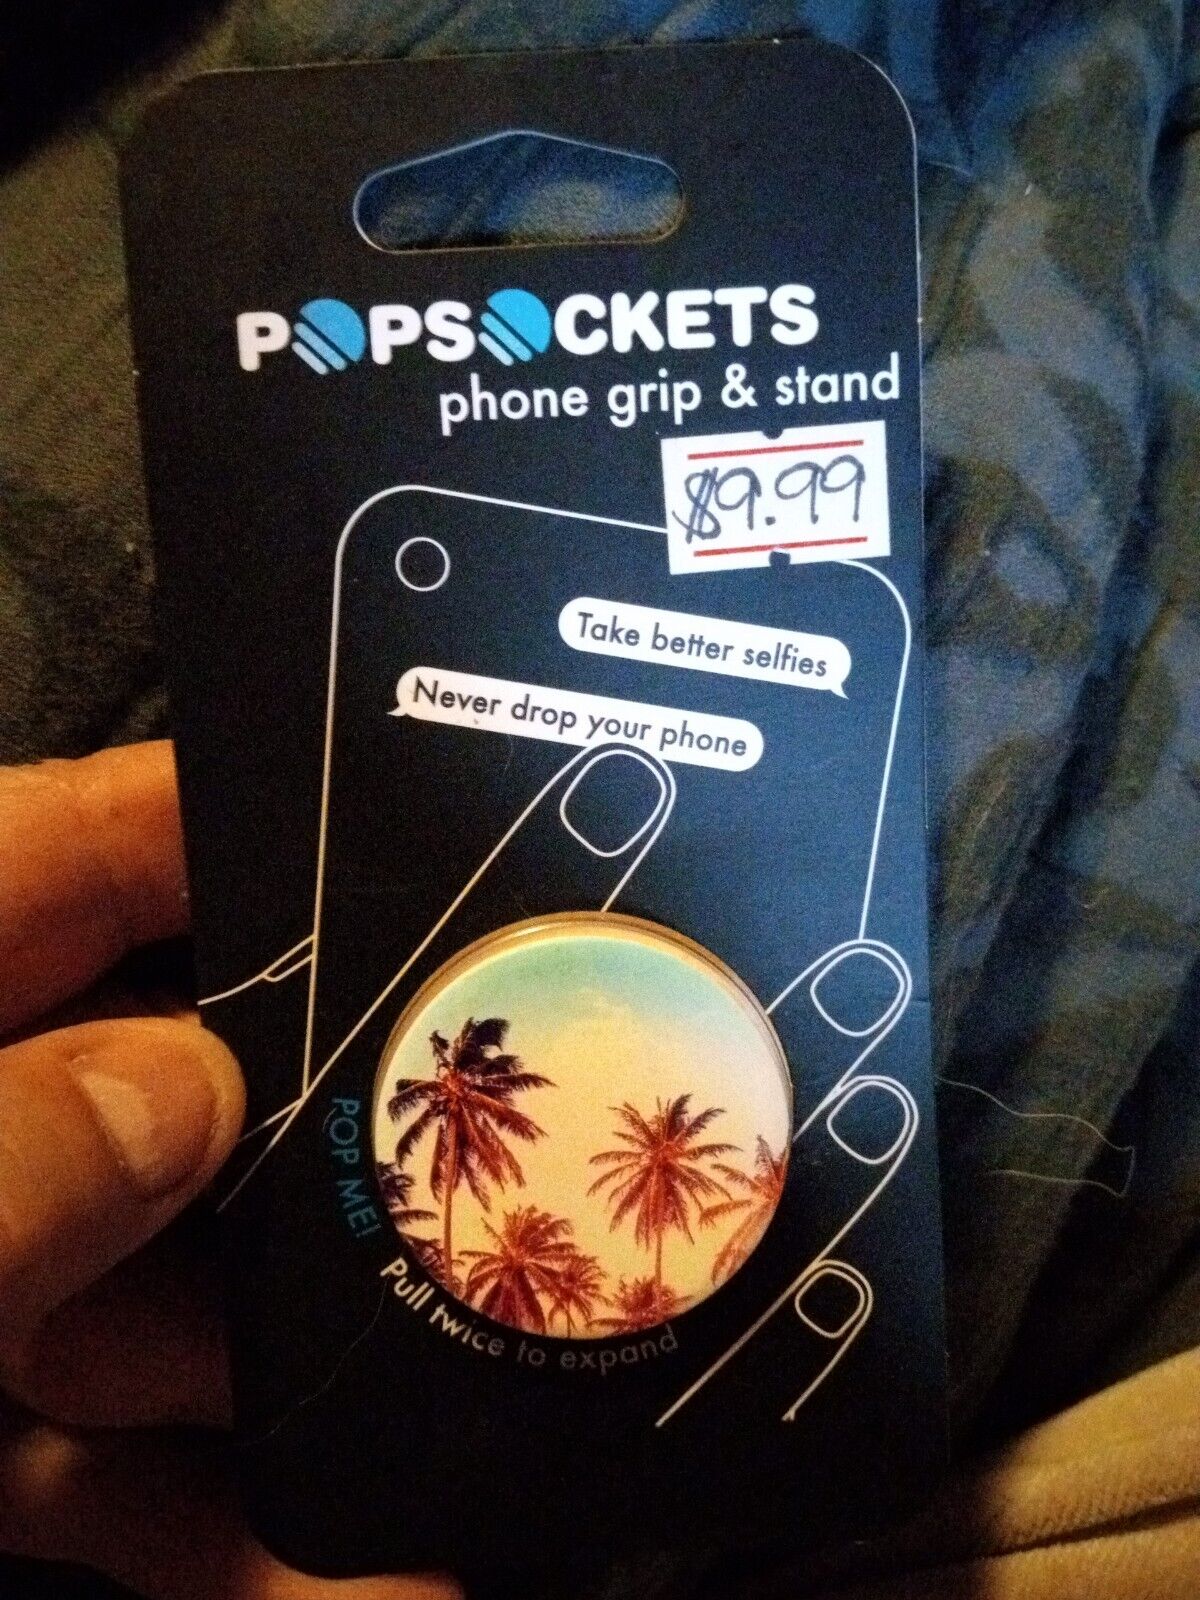 POPSOCKETS
phone grip & stand
$9.99
Take better selfies
Never drop your phone
POP ME!
Pull twice to expand